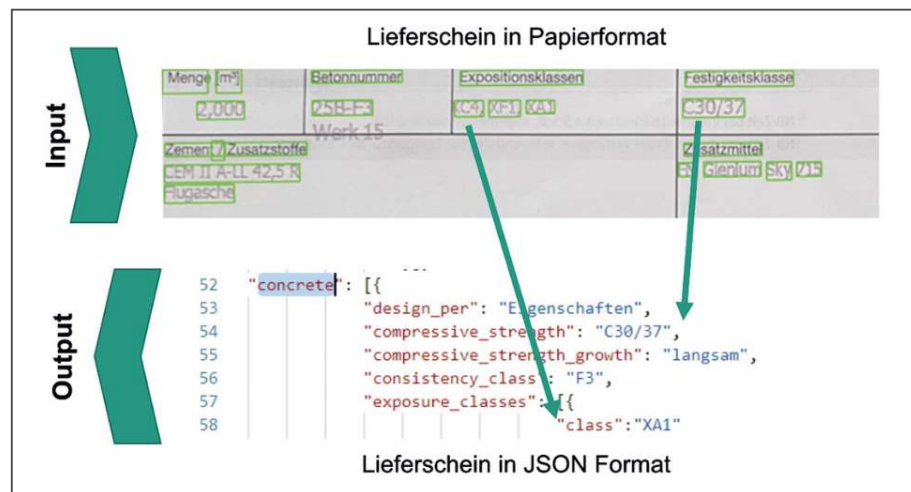 Lieferschein in Papierformat
Input
Menge [m³] Betonnummer Expositionsklassen Festigkeitsklasse
2,000 25B-F3 XC4, XF1, XA1 C30/37
Werk 15
Zement / Zusatzstoffe Zusatzmittel
CEM II A-LL 42,5 R FM Glenium Sky 715
Flugasche
Output
52 "concrete": [{
53 "design_per": "Eigenschaften",
54 "compressive_strength": "C30/37",
55 "compressive_strength_growth": "langsam",
56 "consistency_class": "F3",
57 "exposure_classes": [{
58 "class":"XA1"
Lieferschein in JSON Format